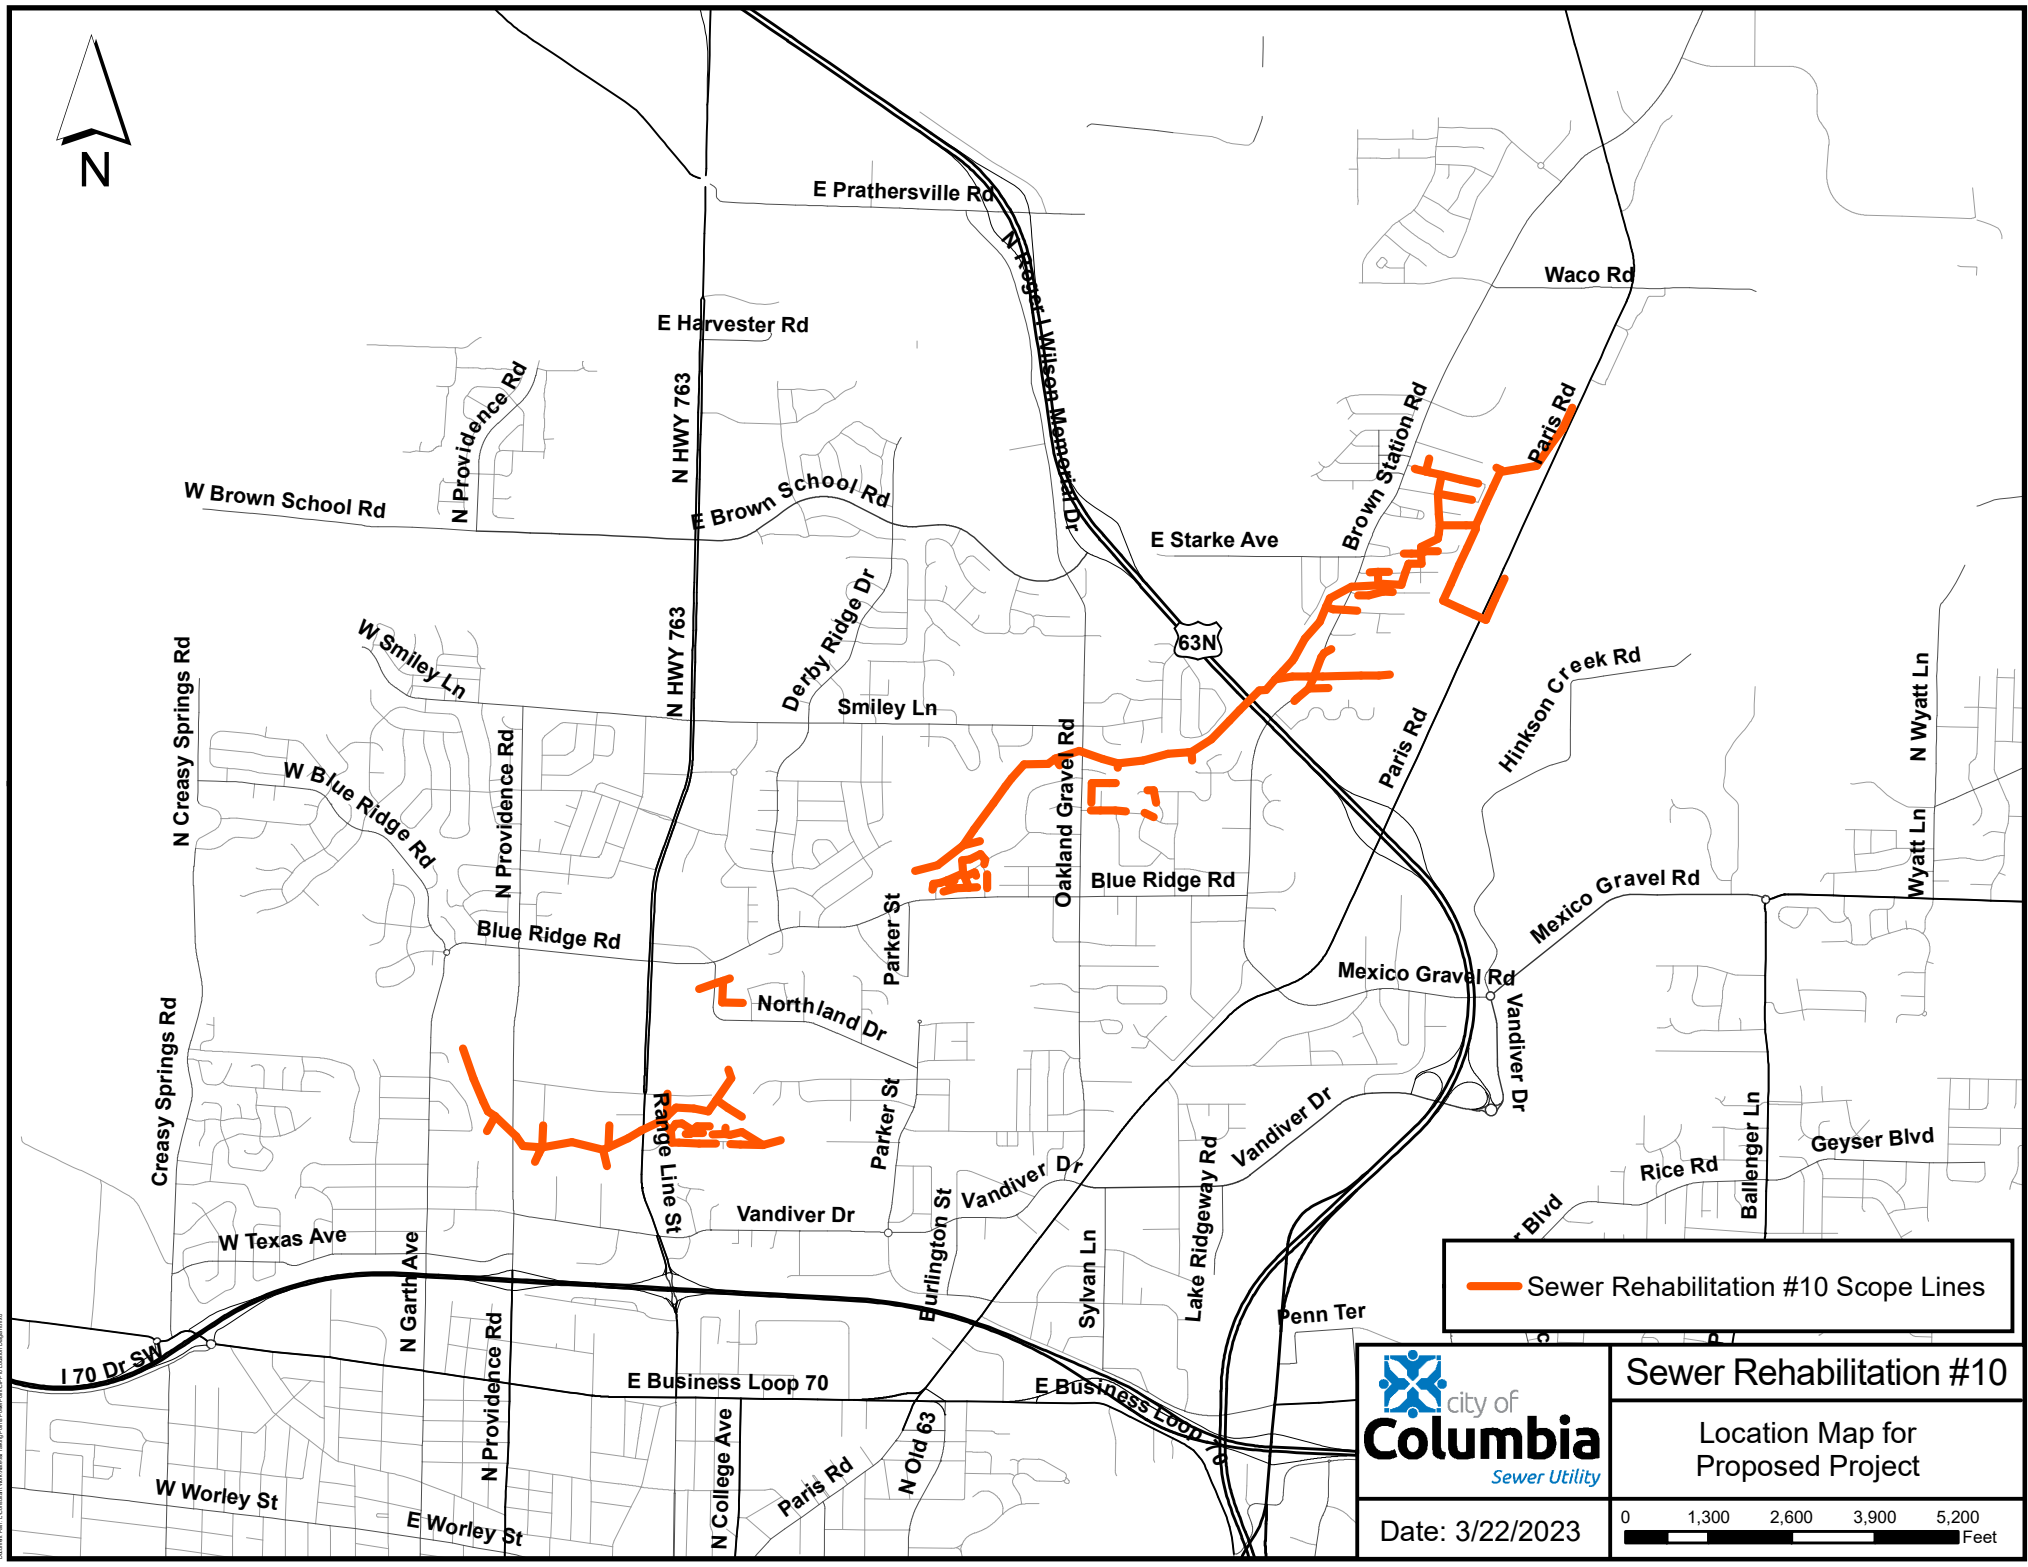 N
E Prathersville Rd
N Roger I Wilson Memorial Dr
Waco Rd
E Harvester Rd
N Providence Rd
N HWY 763
Paris Rd
Brown Station Rd
W Brown School Rd
E Brown School Rd
E Starke Ave
Derby Ridge Dr
N HWY 763
W Smiley Ln
63N
Hinkson Creek Rd
N Creasy Springs Rd
N Wyatt Ln
Smiley Ln
Oakland Gravel Rd
Paris Rd
N Providence Rd
W Blue Ridge Rd
Wyatt Ln
Blue Ridge Rd
Mexico Gravel Rd
Parker St
Blue Ridge Rd
Mexico Gravel Rd
Northland Dr
Creasy Springs Rd
Vandiver Dr
Range Line St
Parker St
Vandiver Dr
Ballenger Ln
Geyser Blvd
Rice Rd
Lake Ridgeway Rd
Vandiver Dr
Burlington St
Vandiver Dr
r Blvd
W Texas Ave
N Garth Ave
Sylvan Ln
Sewer Rehabilitation #10 Scope Lines
Penn Ter
I 70 Dr SW
N Providence Rd
E Business Loop 70
E Business Loop 70
N College Ave
Paris Rd
N Old 63
W Worley St
E Worley St
city of
Columbia
Sewer Utility
Date: 3/22/2023
Sewer Rehabilitation #10
Location Map for
Proposed Project
0 1,300 2,600 3,900 5,200
Feet